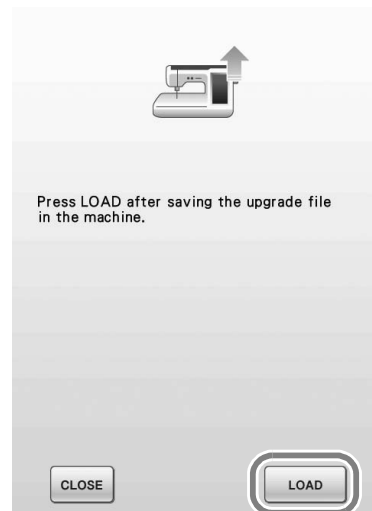 Press LOAD after saving the upgrade file
in the machine.
CLOSE
LOAD